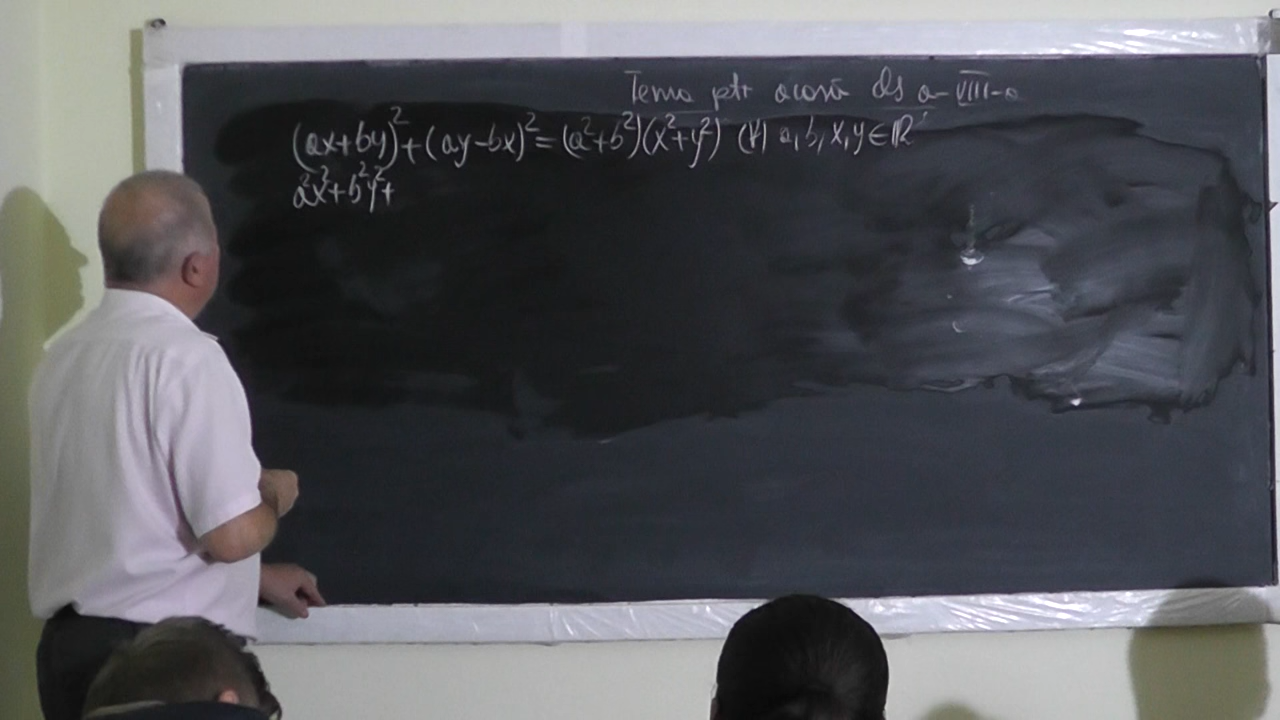 Tema ptr acasă cls a-VIII-a
(ax+by)²+(ay-bx)²=(a²+b²)(x²+y²) (∀) a,b,x,y∈ℝ
a²x²+b²y²+